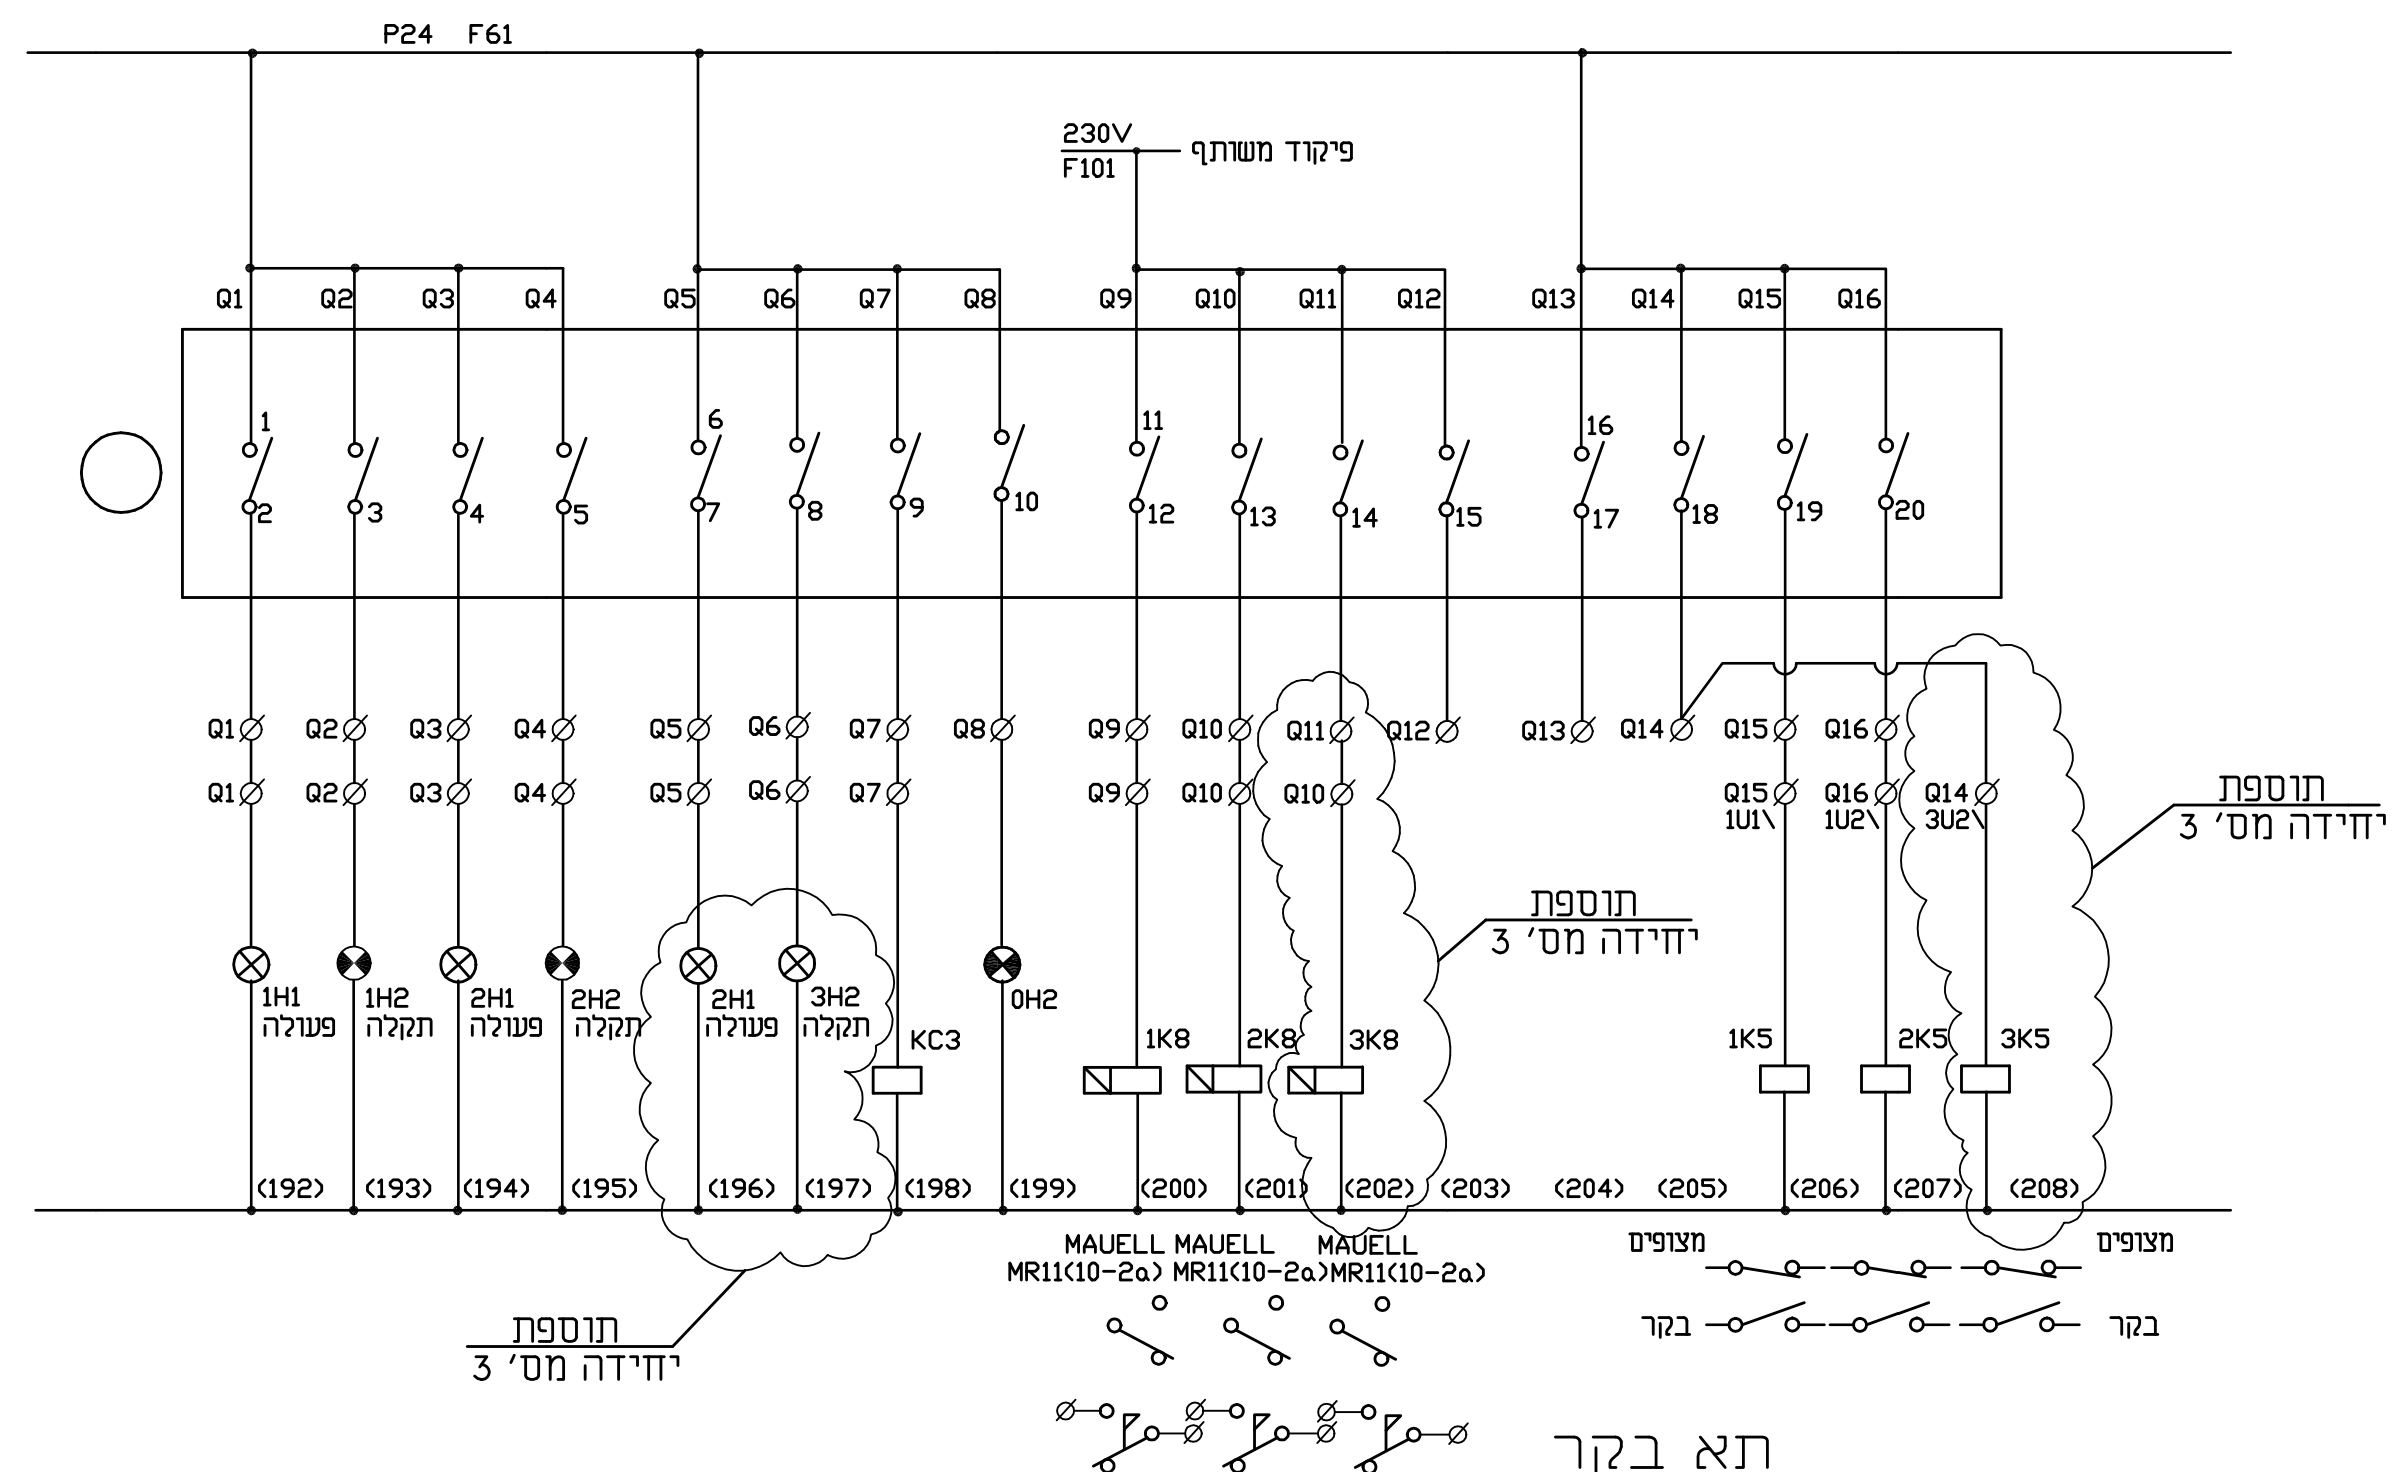 P24 F61
230V
F101
פיקוד משותף
Q1 Q2 Q3 Q4 Q5 Q6 Q7 Q8 Q9 Q10 Q11 Q12 Q13 Q14 Q15 Q16
1 6 11 16
2 3 4 5 7 8 9 10 12 13 14 15 17 18 19 20
Q1 Q2 Q3 Q4 Q5 Q6 Q7 Q8 Q9 Q10 Q11 Q12 Q13 Q14 Q15 Q16
Q1 Q2 Q3 Q4 Q5 Q6 Q7 Q9 Q10 Q10 Q15 Q16 Q14
1U1\ 1U2\ 3U2\
תוספת
יחידה מס' 3
תוספת
יחידה מס' 3
1H1 1H2 2H1 2H2 2H1 3H2 0H2
פעולה תקלה פעולה תקלה פעולה תקלה
KC3 1K8 2K8 3K8 1K5 2K5 3K5
(192) (193) (194) (195) (196) (197) (198) (199) (200) (201) (202) (203) (204) (205) (206) (207) (208)
MAUELL MAUELL MAUELL
MR11(10-2a) MR11(10-2a) MR11(10-2a)
מצופים מצופים
בקר בקר
תוספת
יחידה מס' 3
תא בקר